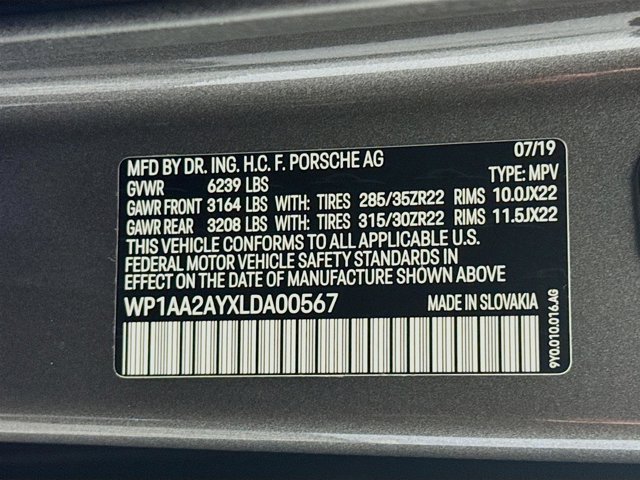 07/19
MFD BY DR. ING. H.C. F. PORSCHE AG
GVWR 6239 LBS TYPE: MPV
GAWR FRONT 3164 LBS WITH: TIRES 285/35ZR22 RIMS 10.0JX22
GAWR REAR 3208 LBS WITH: TIRES 315/30ZR22 RIMS 11.5JX22
THIS VEHICLE CONFORMS TO ALL APPLICABLE U.S.
FEDERAL MOTOR VEHICLE SAFETY STANDARDS IN
EFFECT ON THE DATE OF MANUFACTURE SHOWN ABOVE
WP1AA2AYXLDA00567 MADE IN SLOVAKIA
9Y0.010.016.AG